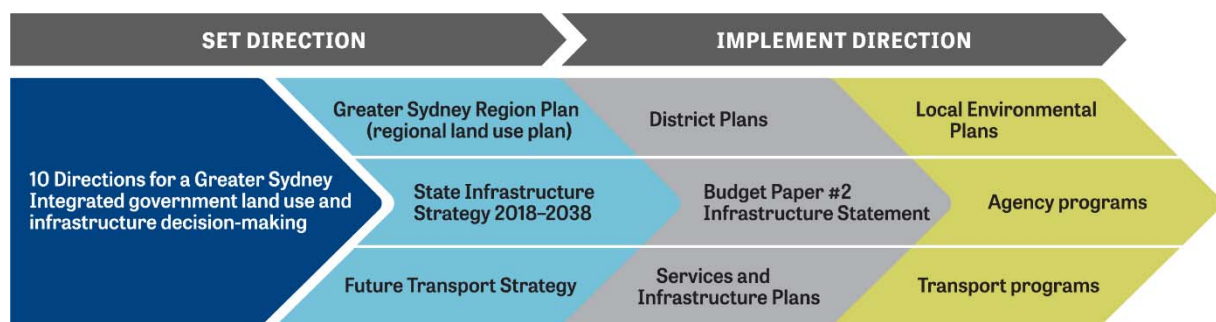 SET DIRECTION
IMPLEMENT DIRECTION
10 Directions for a Greater Sydney
Integrated government land use and
infrastructure decision-making
Greater Sydney Region Plan
(regional land use plan)
District Plans
Local Environmental
Plans
State Infrastructure
Strategy 2018–2038
Budget Paper #2
Infrastructure Statement
Agency programs
Future Transport Strategy
Services and
Infrastructure Plans
Transport programs